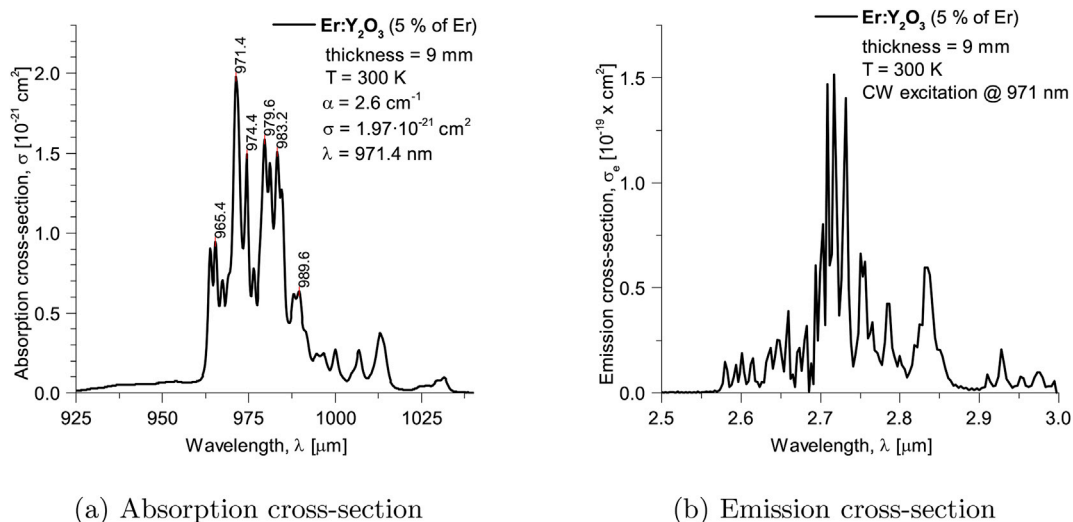 Er:Y₂O₃ (5 % of Er)
thickness = 9 mm
T = 300 K
α = 2.6 cm⁻¹
σ = 1.97·10⁻²¹ cm²
λ = 971.4 nm
971.4
974.4
979.6
983.2
965.4
989.6
Absorption cross-section, σ [10⁻²¹ cm²]
2.0
1.5
1.0
0.5
0.0
925
950
975
1000
1025
Wavelength, λ [µm]
(a) Absorption cross-section
Er:Y₂O₃ (5 % of Er)
thickness = 9 mm
T = 300 K
CW excitation @ 971 nm
Emission cross-section, σₑ [10⁻¹⁹ x cm²]
1.5
1.0
0.5
0.0
2.5
2.6
2.7
2.8
2.9
3.0
Wavelength, λ [µm]
(b) Emission cross-section